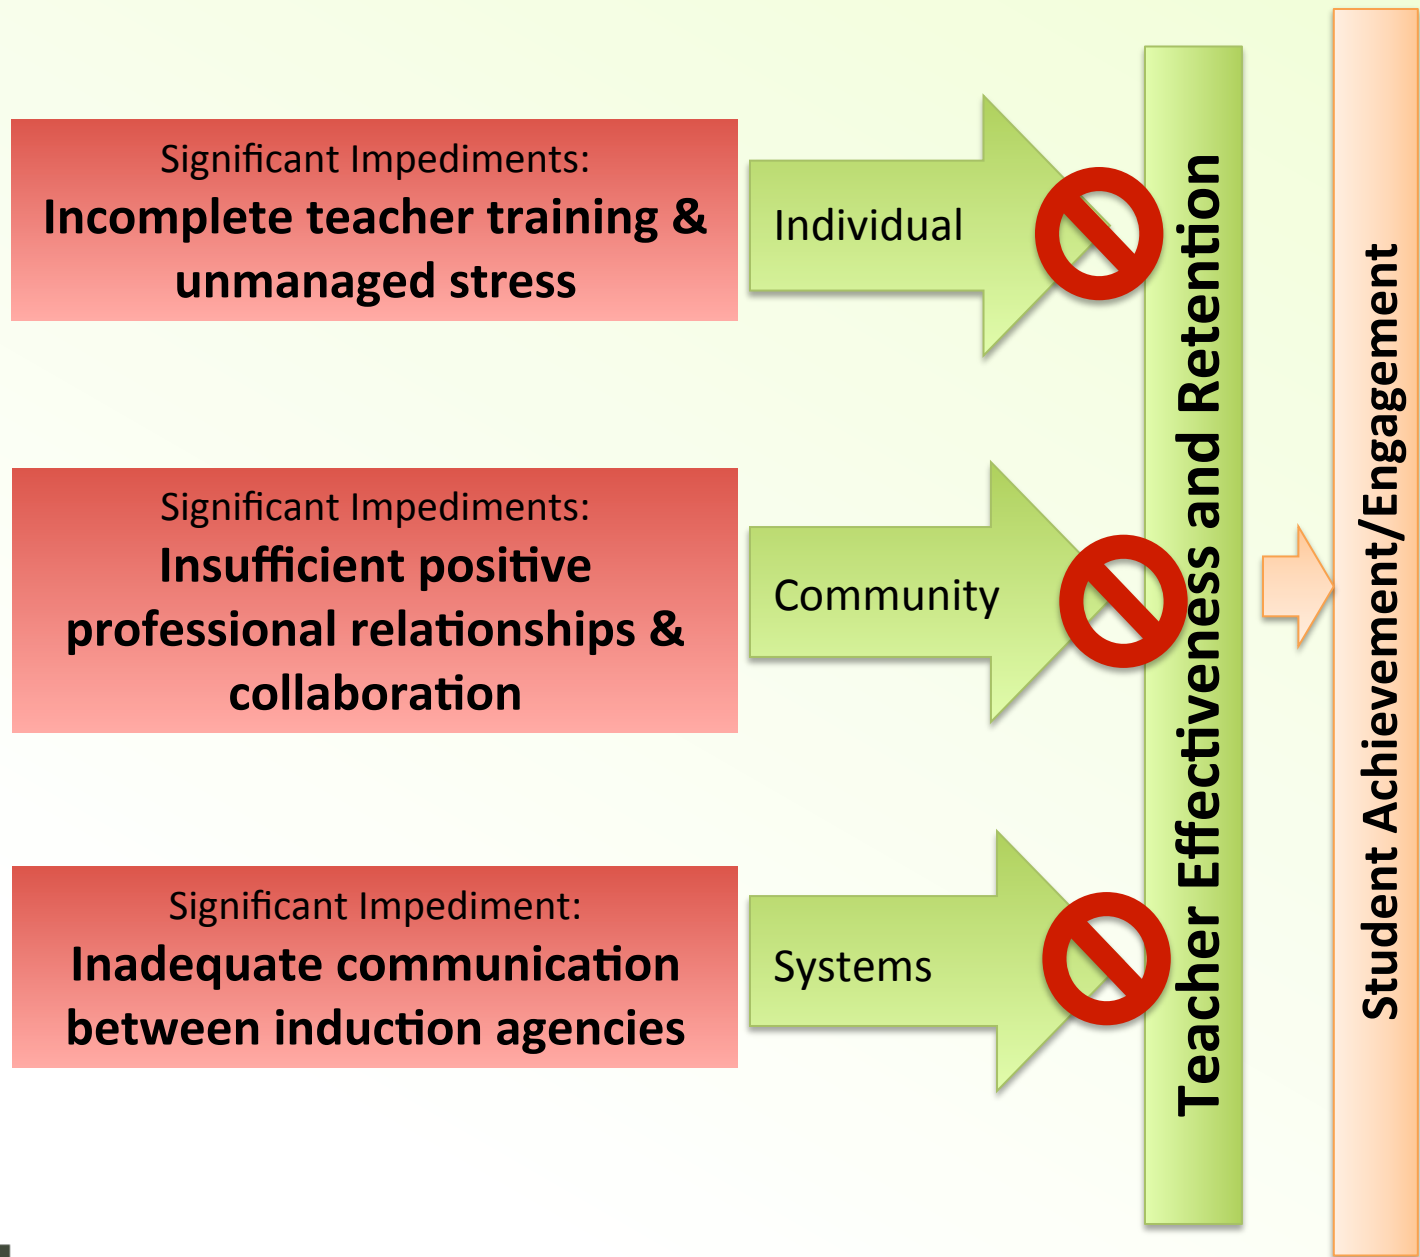 Significant Impediments:
Incomplete teacher training &
unmanaged stress
Individual
Significant Impediments:
Insufficient positive
professional relationships &
collaboration
Community
Significant Impediment:
Inadequate communication
between induction agencies
Systems
Teacher Effectiveness and Retention
Student Achievement/Engagement